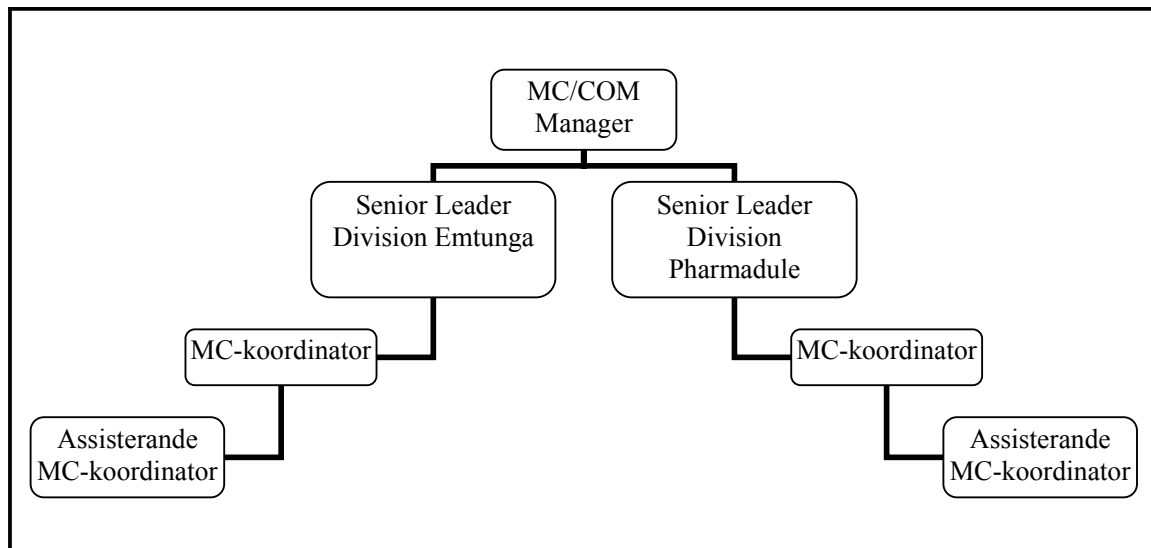 MC/COM
Manager
Senior Leader
Division Emtunga
Senior Leader
Division
Pharmadule
MC-koordinator
MC-koordinator
Assisterande
MC-koordinator
Assisterande
MC-koordinator